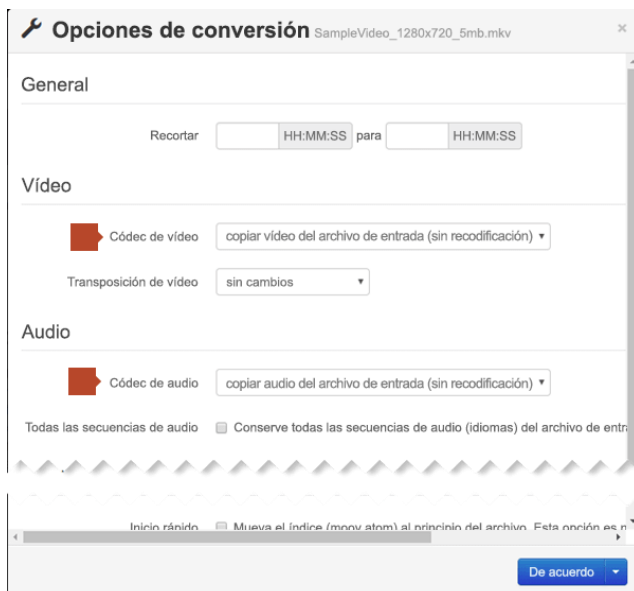 Opciones de conversión SampleVideo_1280x720_5mb.mkv ×
General
Recortar HH:MM:SS para HH:MM:SS
Vídeo
Códec de vídeo copiar vídeo del archivo de entrada (sin recodificación)
Transposición de vídeo sin cambios
Audio
Códec de audio copiar audio del archivo de entrada (sin recodificación)
Todas las secuencias de audio Conserve todas las secuencias de audio (idiomas) del archivo de entra
Inicio rápido Mueva el índice (moov atom) al principio del archivo. Esta opción es
De acuerdo